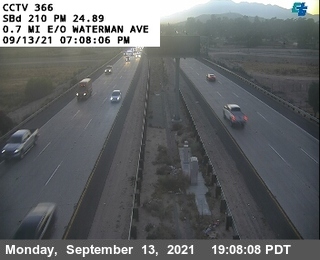 CCTV 366
SBd 210 PM 24.89
0.7 MI E/O WATERMAN AVE
09/13/21 07:08:06 PM
Monday, September 13, 2021 19:08:08 PDT